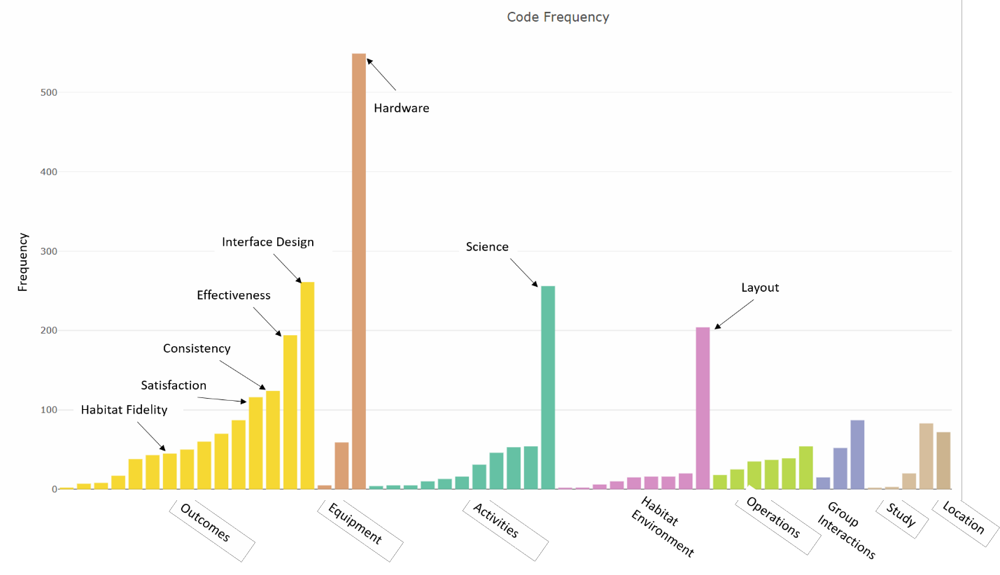 Code Frequency
500
Hardware
400
Interface Design
300
Science
Frequency
Layout
Effectiveness
200
Consistency
Satisfaction
100
Habitat Fidelity
0
Outcomes
Equipment
Activities
Habitat
Environment
Operations
Group
Interactions
Study
Location